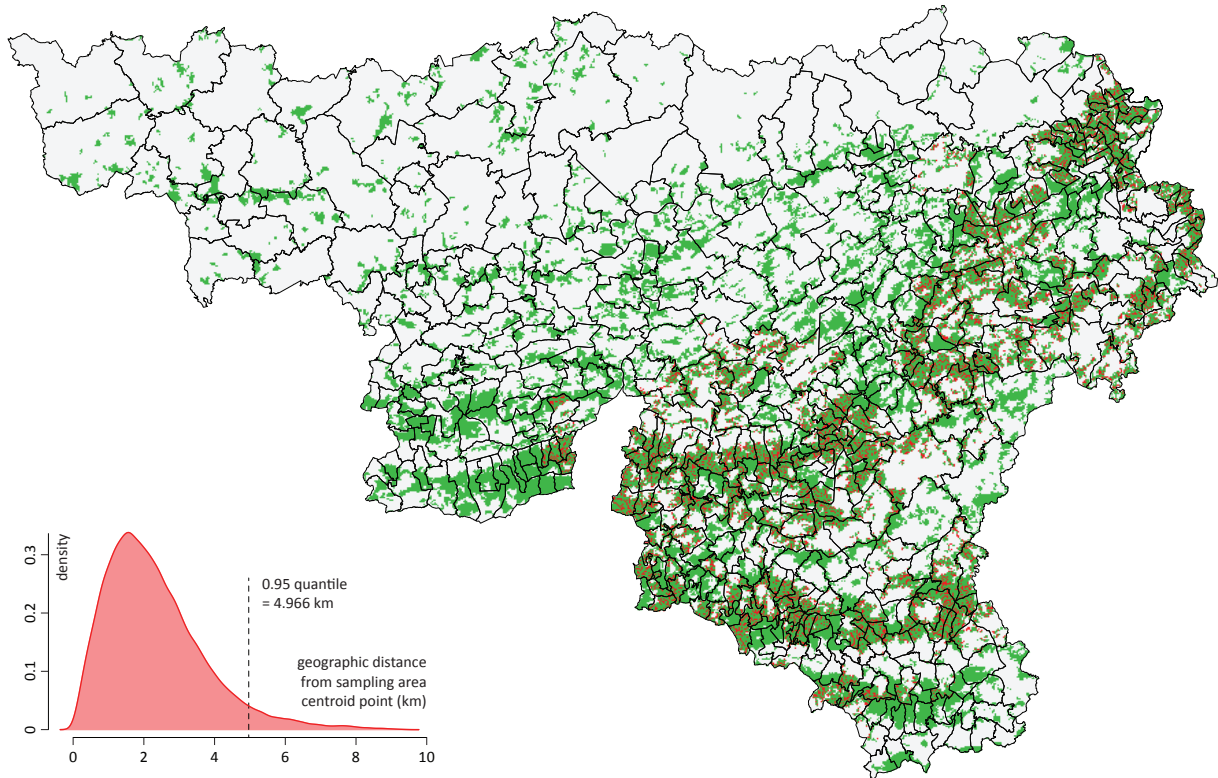 density
0.3
0.2
0.1
0
0.95 quantile
= 4.966 km
geographic distance
from sampling area
centroid point (km)
0 2 4 6 8 10